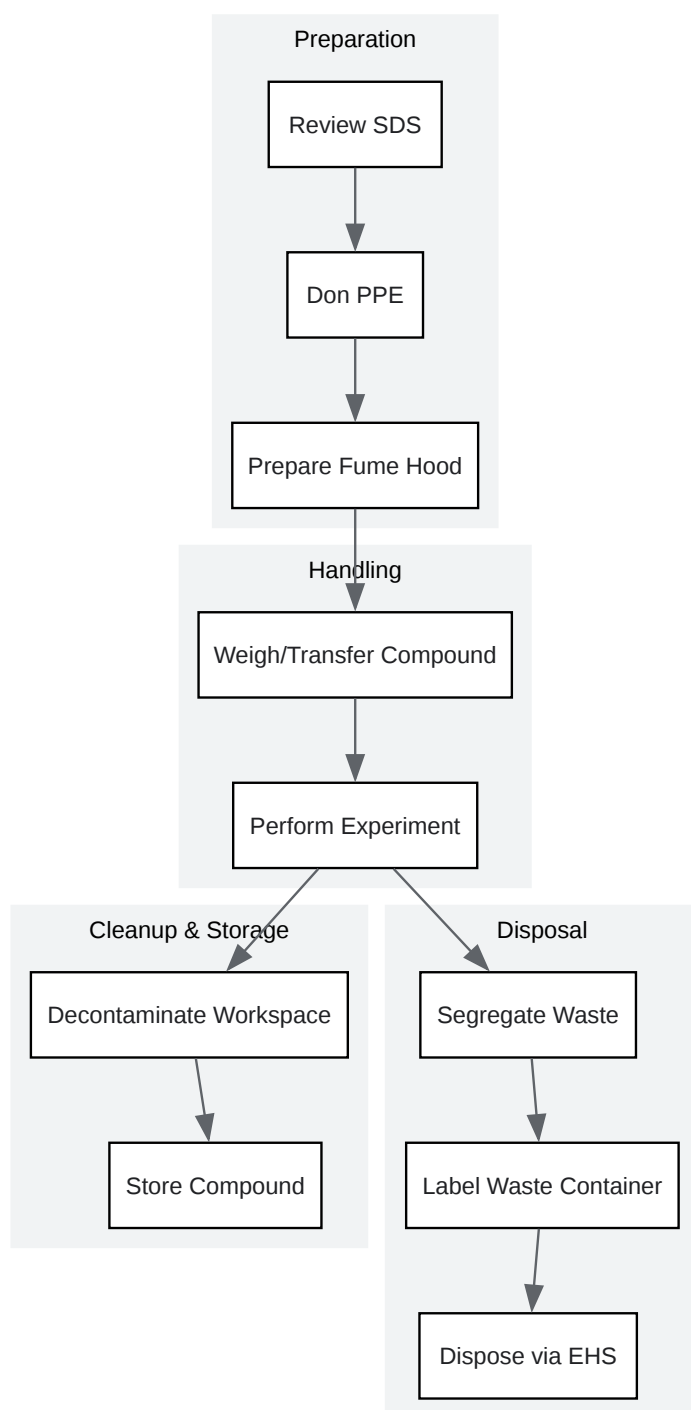 Preparation
Review SDS
Don PPE
Prepare Fume Hood
Handling
Weigh/Transfer Compound
Perform Experiment
Cleanup & Storage
Decontaminate Workspace
Store Compound
Disposal
Segregate Waste
Label Waste Container
Dispose via EHS